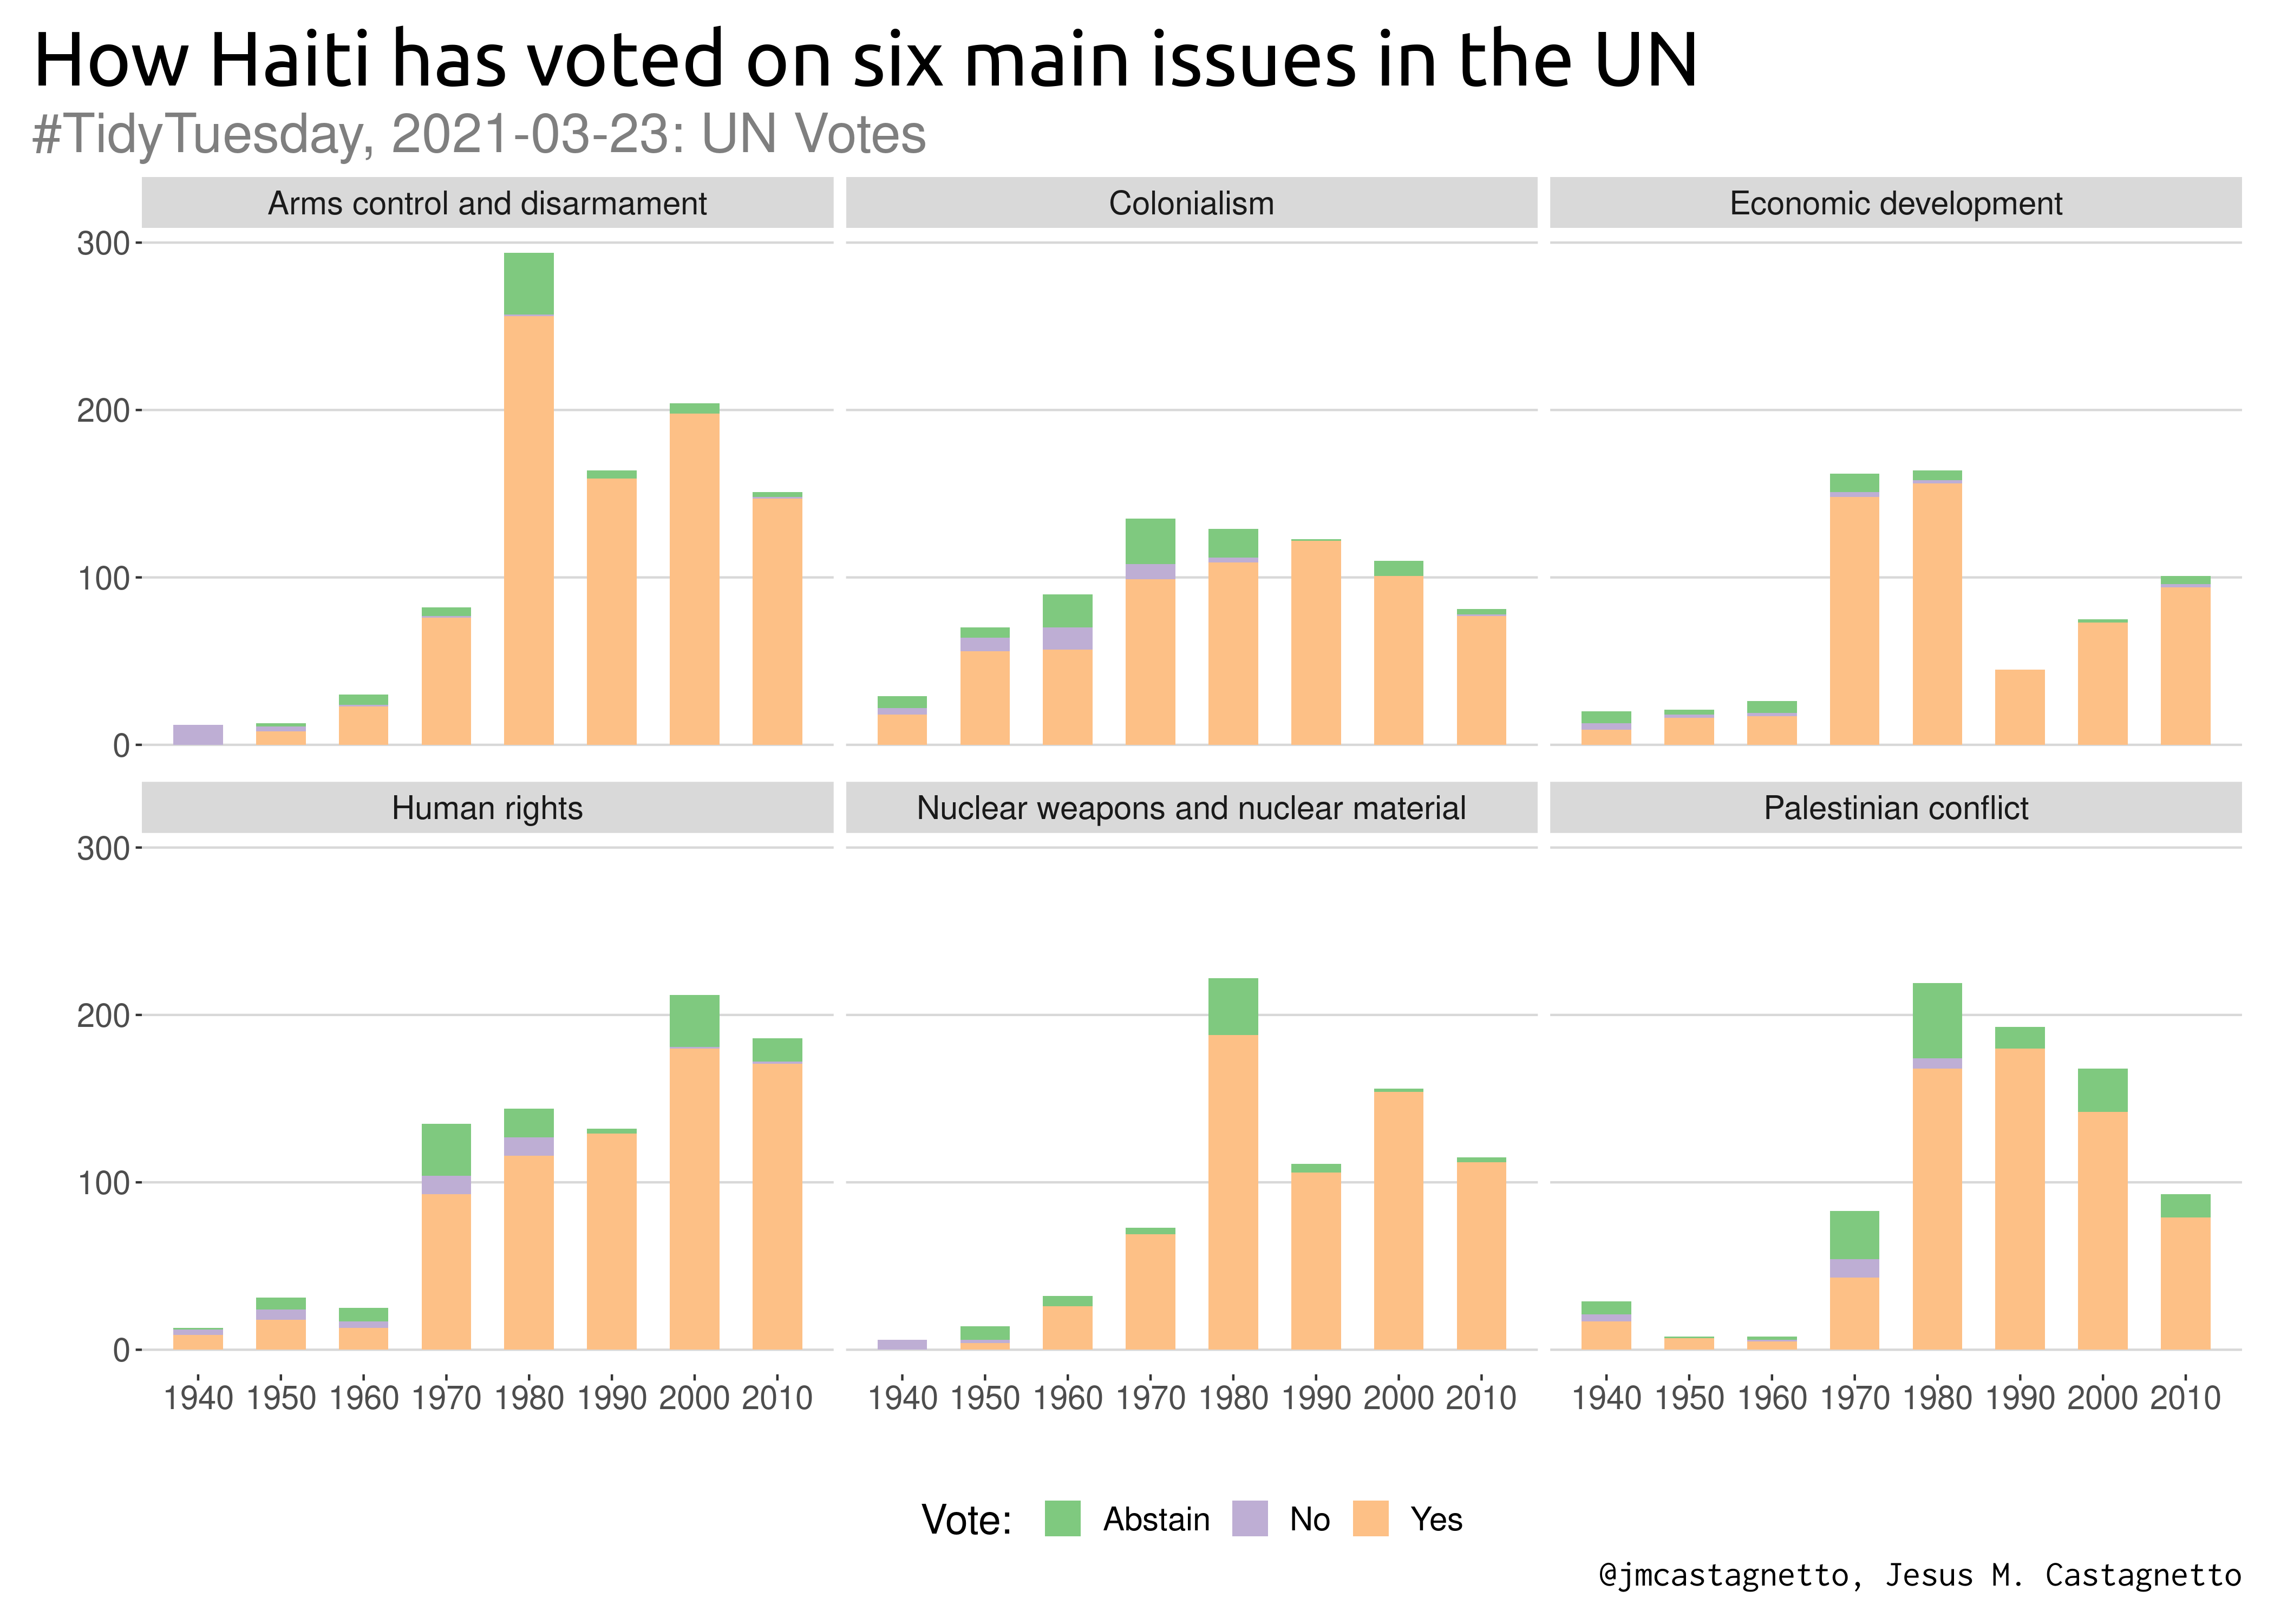 How Haiti has voted on six main issues in the UN
#TidyTuesday, 2021-03-23: UN Votes
Arms control and disarmament
Colonialism
Economic development
300
200
100
0
Human rights
Nuclear weapons and nuclear material
Palestinian conflict
300
200
100
0
1940 1950 1960 1970 1980 1990 2000 2010
1940 1950 1960 1970 1980 1990 2000 2010
1940 1950 1960 1970 1980 1990 2000 2010
Vote: Abstain No Yes
@jmcastagnetto, Jesus M. Castagnetto